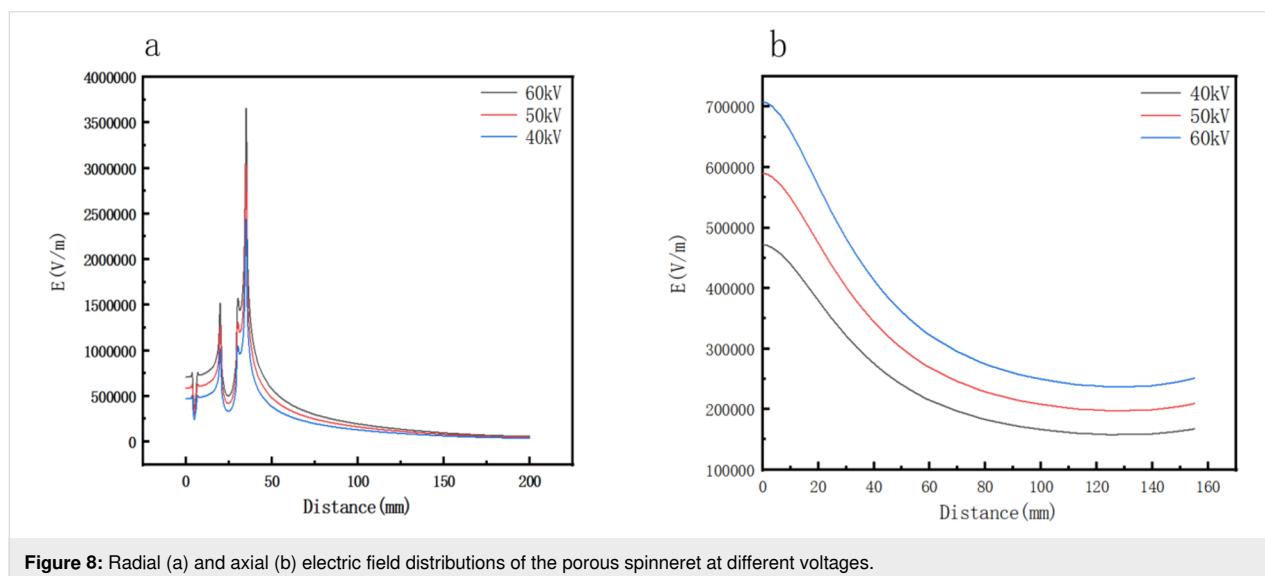 a
4000000
3500000
3000000
2500000
2000000
1500000
1000000
500000
0
E(V/m)
60kV
50kV
40kV
0 50 100 150 200
Distance(mm)
b
700000
600000
500000
400000
300000
200000
100000
E(V/m)
40kV
50kV
60kV
0 20 40 60 80 100 120 140 160
Distance(mm)
Figure 8: Radial (a) and axial (b) electric field distributions of the porous spinneret at different voltages.